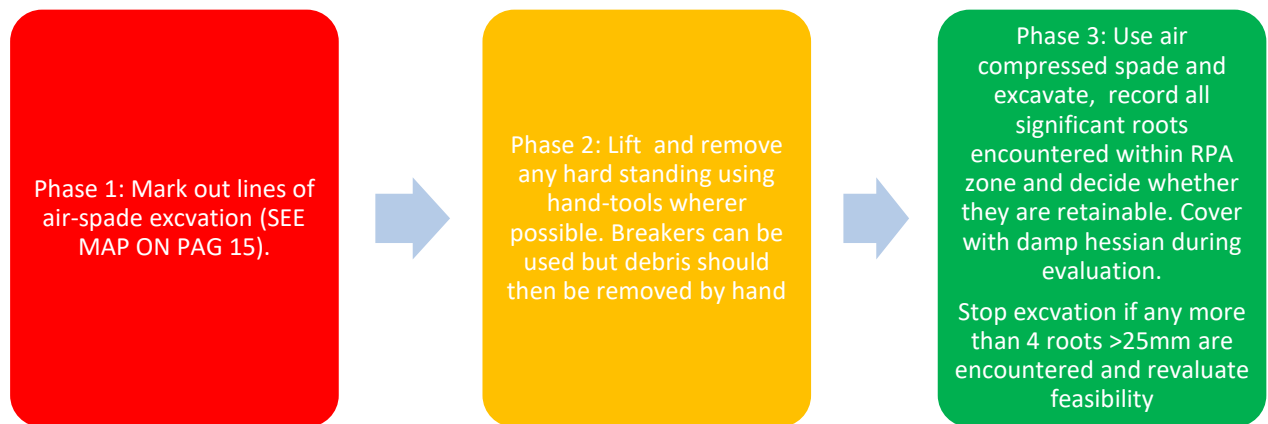 Phase 1: Mark out lines of
air-spade excvation (SEE
MAP ON PAG 15).
Phase 2: Lift and remove
any hard standing using
hand-tools wherer
possible. Breakers can be
used but debris should
then be removed by hand
Phase 3: Use air
compressed spade and
excavate, record all
significant roots
encountered within RPA
zone and decide whether
they are retainable. Cover
with damp hessian during
evaluation.
Stop excvation if any more
than 4 roots >25mm are
encountered and revaluate
feasibility